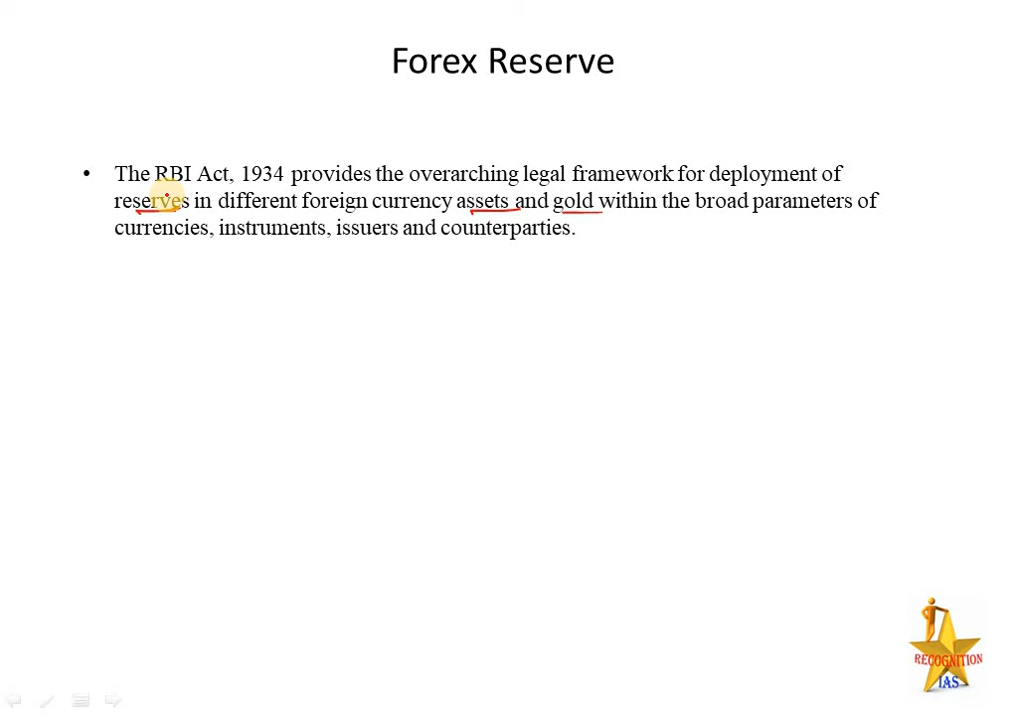 Forex Reserve
• The RBI Act, 1934 provides the overarching legal framework for deployment of
reserves in different foreign currency assets and gold within the broad parameters of
currencies, instruments, issuers and counterparties.
RECOGNITION
IAS